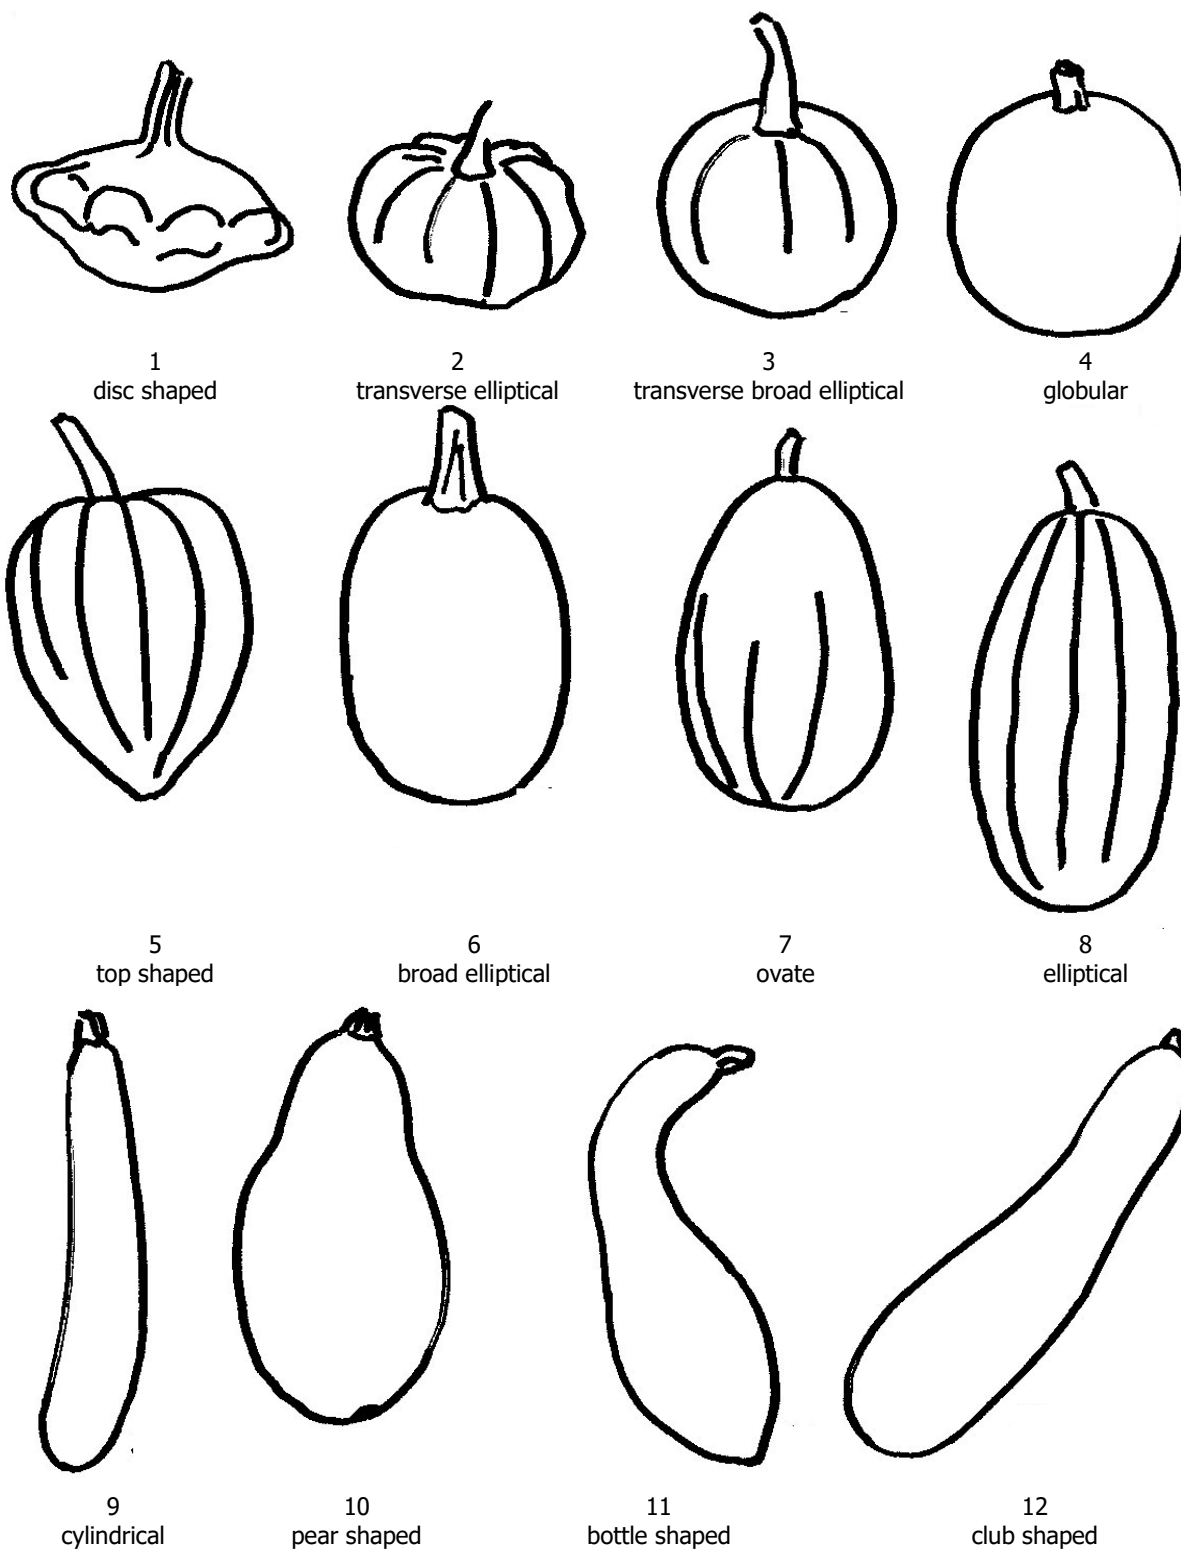 1
disc shaped
2
transverse elliptical
3
transverse broad elliptical
4
globular
5
top shaped
6
broad elliptical
7
ovate
8
elliptical
9
cylindrical
10
pear shaped
11
bottle shaped
12
club shaped